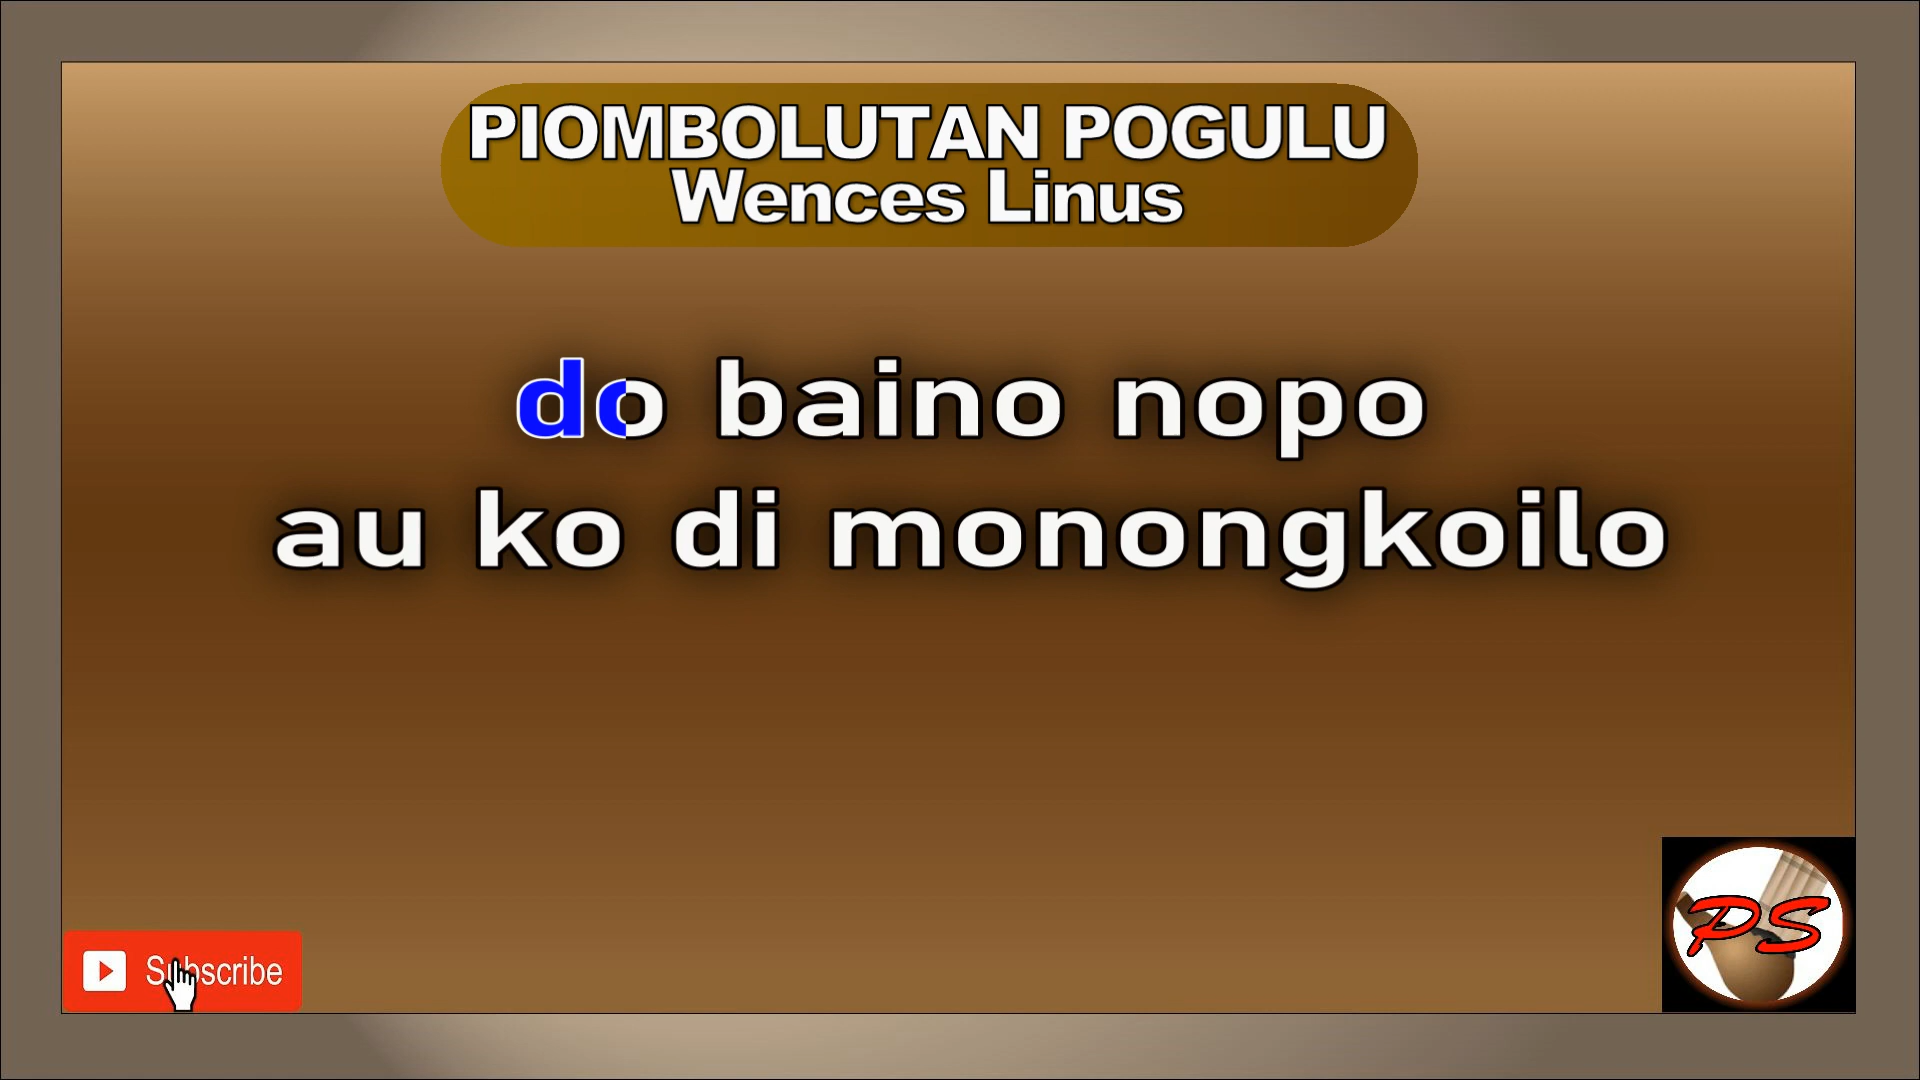 PIOMBOLUTAN POGULU
Wences Linus
do baino nopo
au ko di monongkoilo
Subscribe
PS